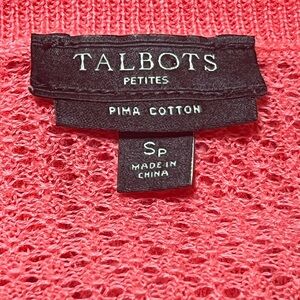 TALBOTS
PETITES
PIMA COTTON
SP
MADE IN
CHINA